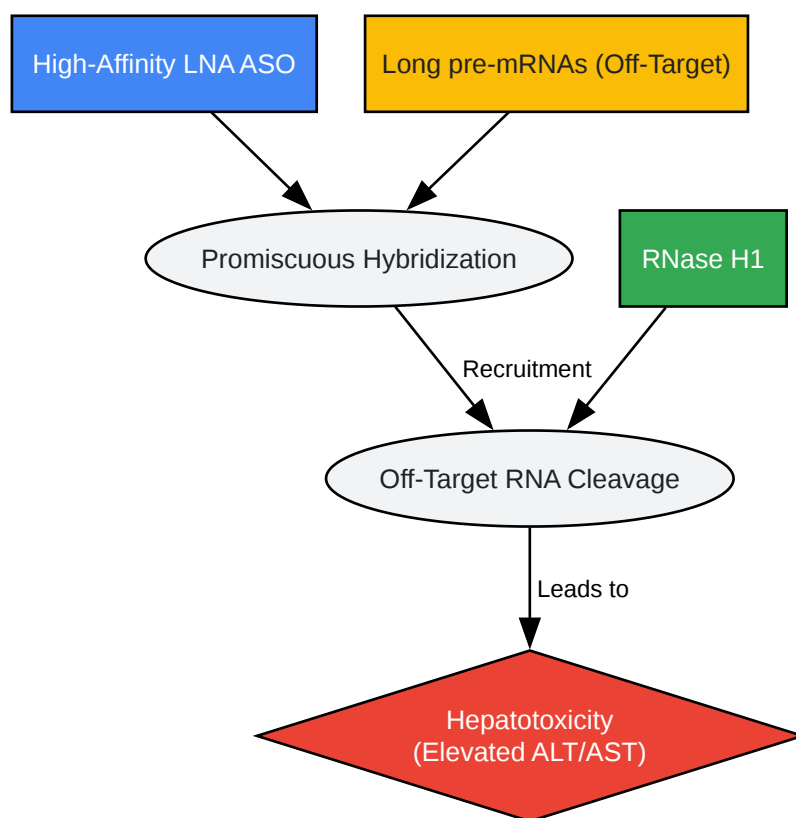 High-Affinity LNA ASO
Long pre-mRNAs (Off-Target)
Promiscuous Hybridization
RNase H1
Recruitment
Off-Target RNA Cleavage
Leads to
Hepatotoxicity
(Elevated ALT/AST)